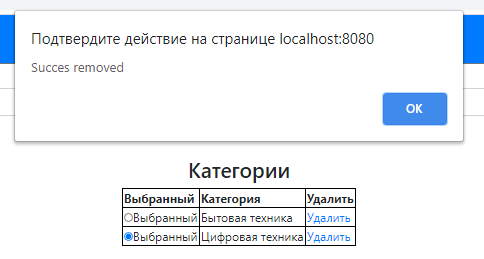 Подтвердите действие на странице localhost:8080
Succes removed
ОК
Категории
Выбранный Категория Удалить
Выбранный Бытовая техника Удалить
Выбранный Цифровая техника Удалить